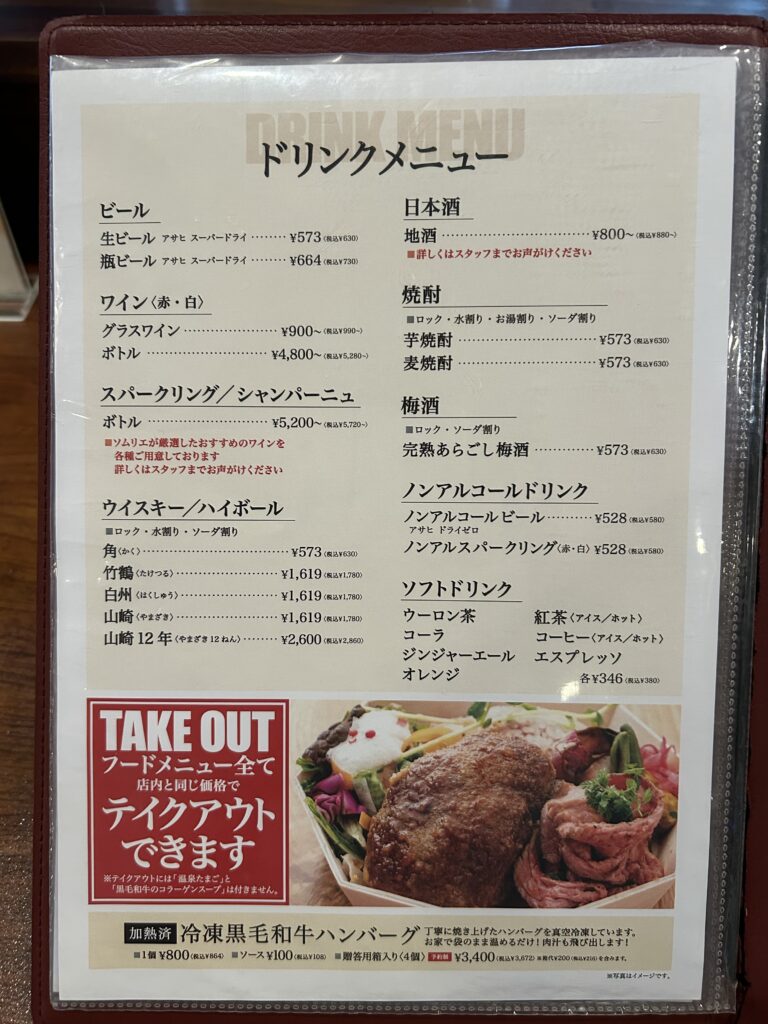 DRINK MENU
ドリンクメニュー
ビール
生ビール アサヒ スーパードライ ········ ¥573〈税込¥630〉
瓶ビール アサヒ スーパードライ ········ ¥664〈税込¥730〉
ワイン〈赤・白〉
グラスワイン ···················· ¥900~〈税込¥990~〉
ボトル ························ ¥4,800~〈税込¥5,280~〉
スパークリング／シャンパーニュ
ボトル ························ ¥5,200~〈税込¥5,720~〉
■ソムリエが厳選したおすすめのワインを
各種ご用意しております
詳しくはスタッフまでお声がけください
ウイスキー／ハイボール
■ロック・水割り・ソーダ割り
角〈かく〉 ······························ ¥573〈税込¥630〉
竹鶴〈たけつる〉 ···················· ¥1,619〈税込¥1,780〉
白州〈はくしゅう〉 ·················· ¥1,619〈税込¥1,780〉
山崎〈やまざき〉 ···················· ¥1,619〈税込¥1,780〉
山崎12年〈やまざき12ねん〉 ········ ¥2,600〈税込¥2,860〉
日本酒
地酒 ······························ ¥800~〈税込¥880~〉
■詳しくはスタッフまでお声がけください
焼酎
■ロック・水割り・お湯割り・ソーダ割り
芋焼酎 ···························· ¥573〈税込¥630〉
麦焼酎 ···························· ¥573〈税込¥630〉
梅酒
■ロック・ソーダ割り
完熟あらごし梅酒 ············ ¥573〈税込¥630〉
ノンアルコールドリンク
ノンアルコールビール ·········· ¥528〈税込¥580〉
アサヒ ドライゼロ
ノンアルスパークリング〈赤・白〉 ¥528〈税込¥580〉
ソフトドリンク
ウーロン茶
コーラ
ジンジャーエール
オレンジ
紅茶〈アイス／ホット〉
コーヒー〈アイス／ホット〉
エスプレッソ
各¥346〈税込¥380〉
TAKE OUT
フードメニュー全て
店内と同じ価格で
テイクアウト
できます
※テイクアウトには「温泉たまご」と
「黒毛和牛のコラーゲンスープ」は付きません。
加熱済 冷凍黒毛和牛ハンバーグ
丁寧に焼き上げたハンバーグを真空冷凍しています。
お家で袋のまま温めるだけ！肉汁も飛び出します！
■1個 ¥800〈税込¥864〉 ■ソース ¥100〈税込¥108〉 ■贈答用箱入り〈4個〉 予約制 ¥3,400〈税込¥3,672〉 ※箱代¥200〈税込¥216〉を含みます。
※写真はイメージです。